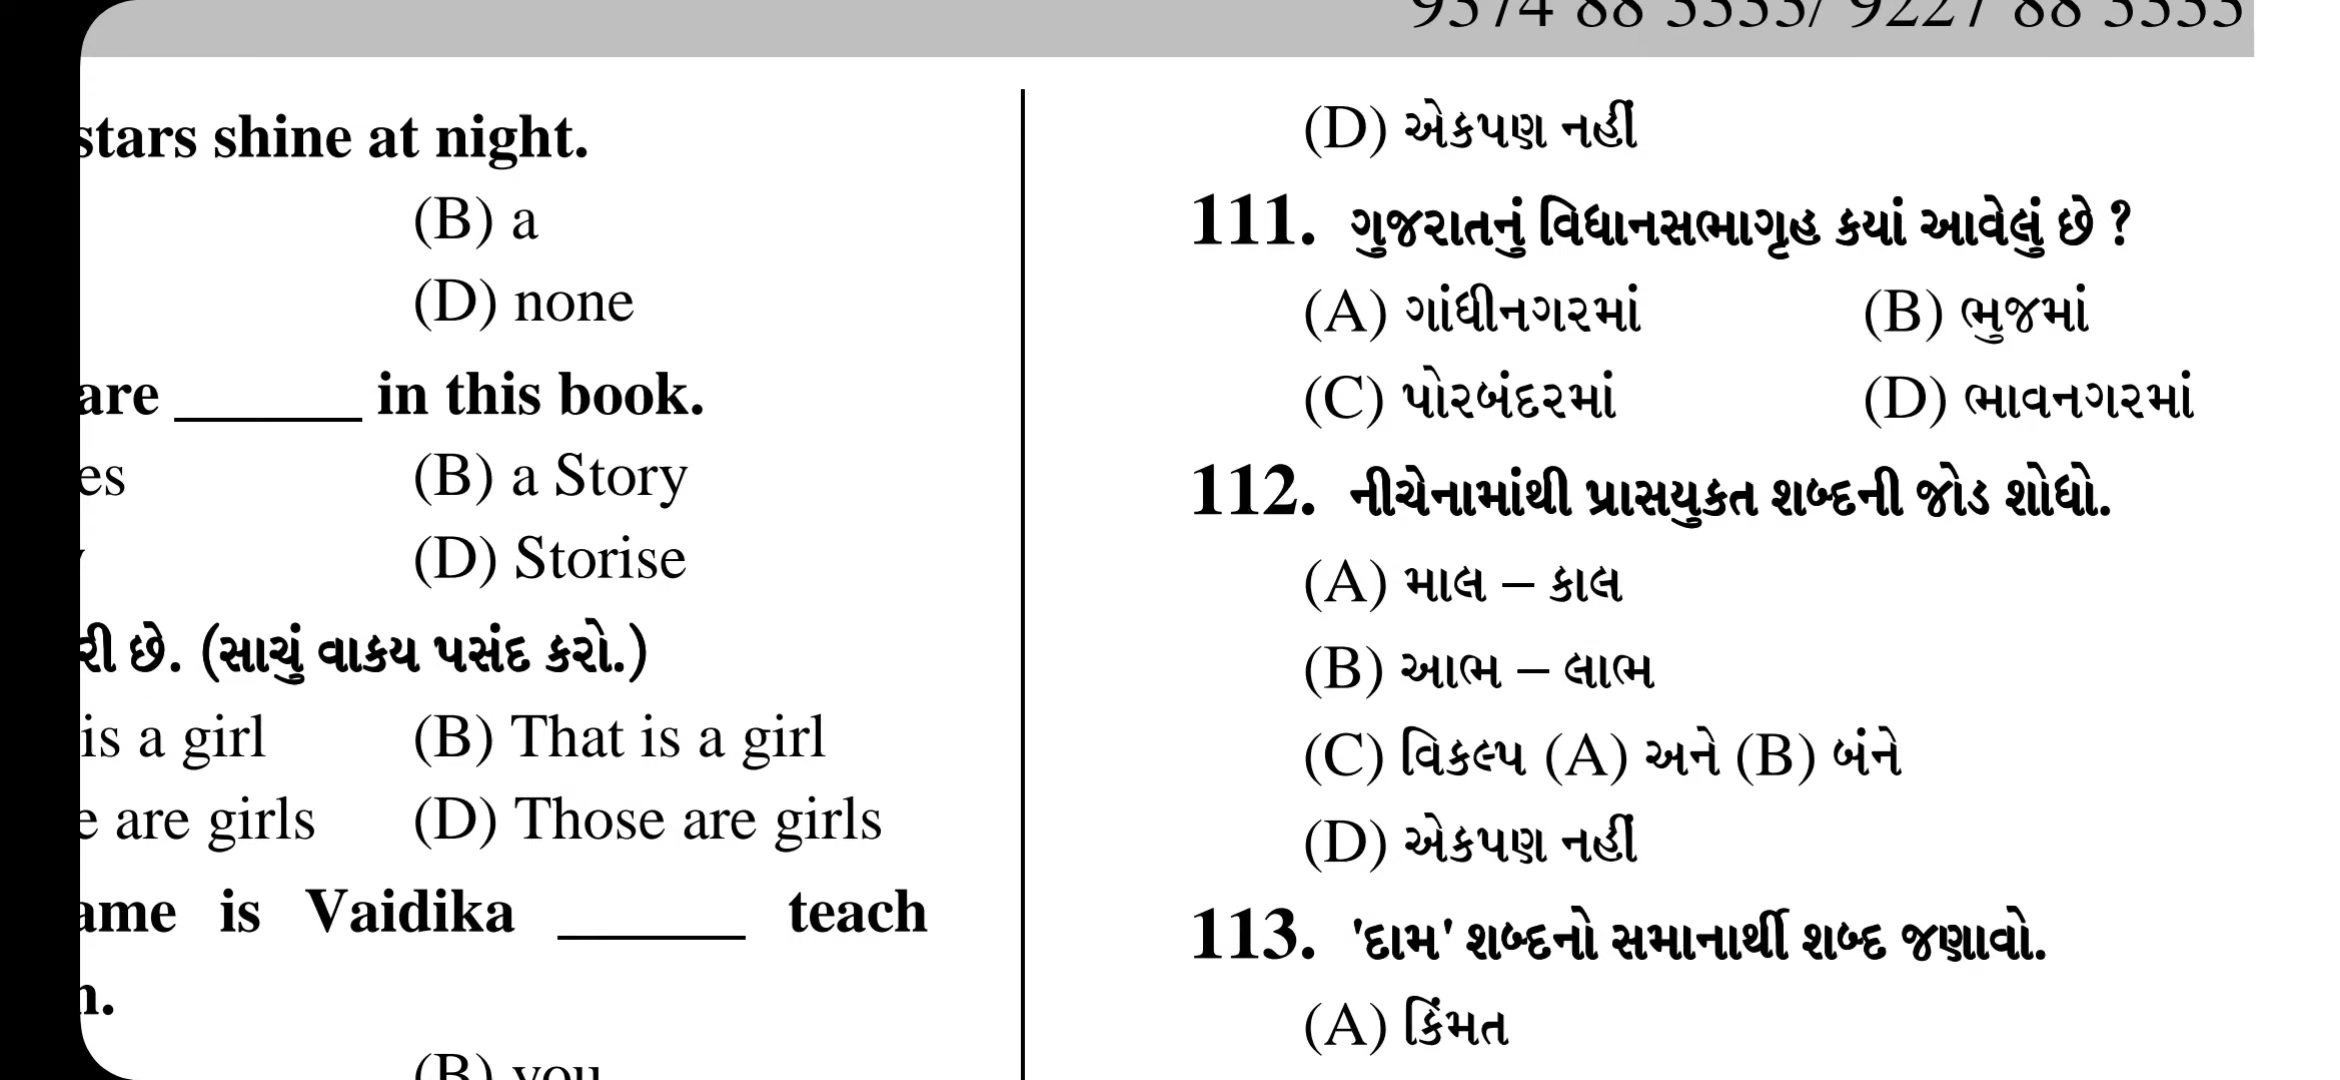 stars shine at night.
(B) a
(D) none
are ______ in this book.
es (B) a Story
(D) Storise
રી છે. (સાચું વાકય પસંદ કરો.)
is a girl (B) That is a girl
e are girls (D) Those are girls
ame is Vaidika ______ teach
(B) you
(D) એકપણ નહીં
111. ગુજરાતનું વિધાનસભાગૃહ કયાં આવેલું છે ?
(A) ગાંધીનગરમાં (B) ભુજમાં
(C) પોરબંદરમાં (D) ભાવનગરમાં
112. નીચેનામાંથી પ્રાસયુકત શબ્દની જોડ શોધો.
(A) માલ – કાલ
(B) આભ – લાભ
(C) વિકલ્પ (A) અને (B) બંને
(D) એકપણ નહીં
113. 'દામ' શબ્દનો સમાનાર્થી શબ્દ જણાવો.
(A) કિંમત